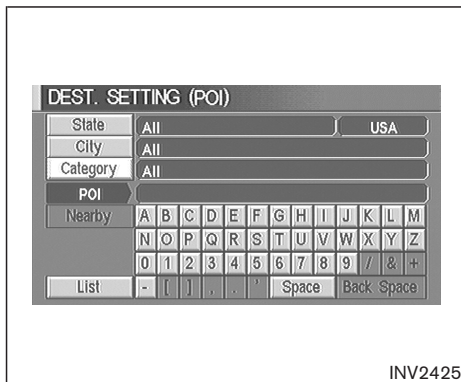 DEST. SETTING (POI)
State All USA
City All
Category All
POI
Nearby A B C D E F G H I J K L M
N O P Q R S T U V W X Y Z
0 1 2 3 4 5 6 7 8 9 / & +
List - [ ] , . ' Space Back Space
INV2425